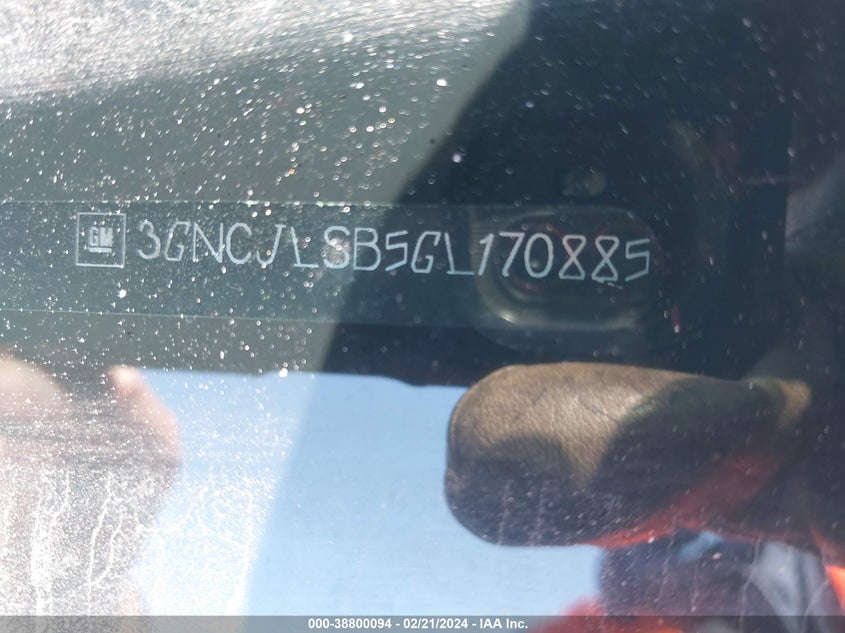 GM 3GNCJLSB5GL170885
000-38800094 - 02/21/2024 - IAA Inc.